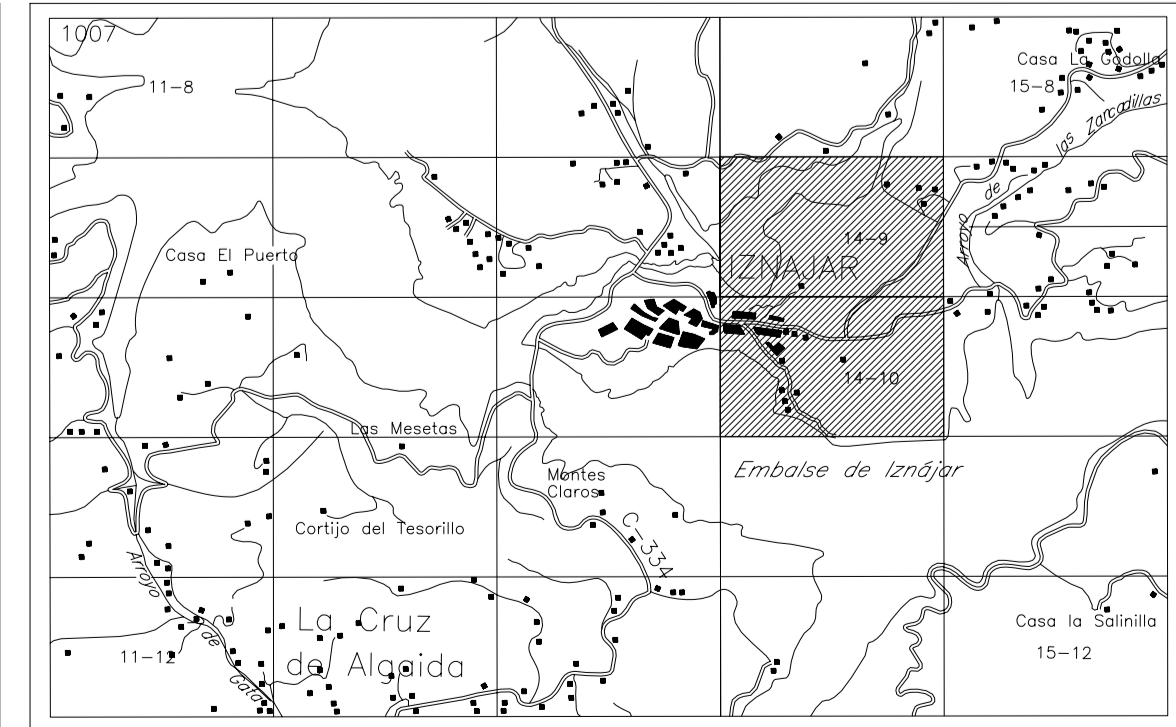 1007
Casa La Godolla
11-8
15-8
Arroyo de las Zarcadillas
14-9
Casa El Puerto
IZNAJAR
14-10
Las Mesetas
Embalse de Iznájar
Montes
Claros
C-334
Cortijo del Tesorillo
Arroyo de Gata
La Cruz
de Algaida
Casa la Salinilla
11-12
15-12